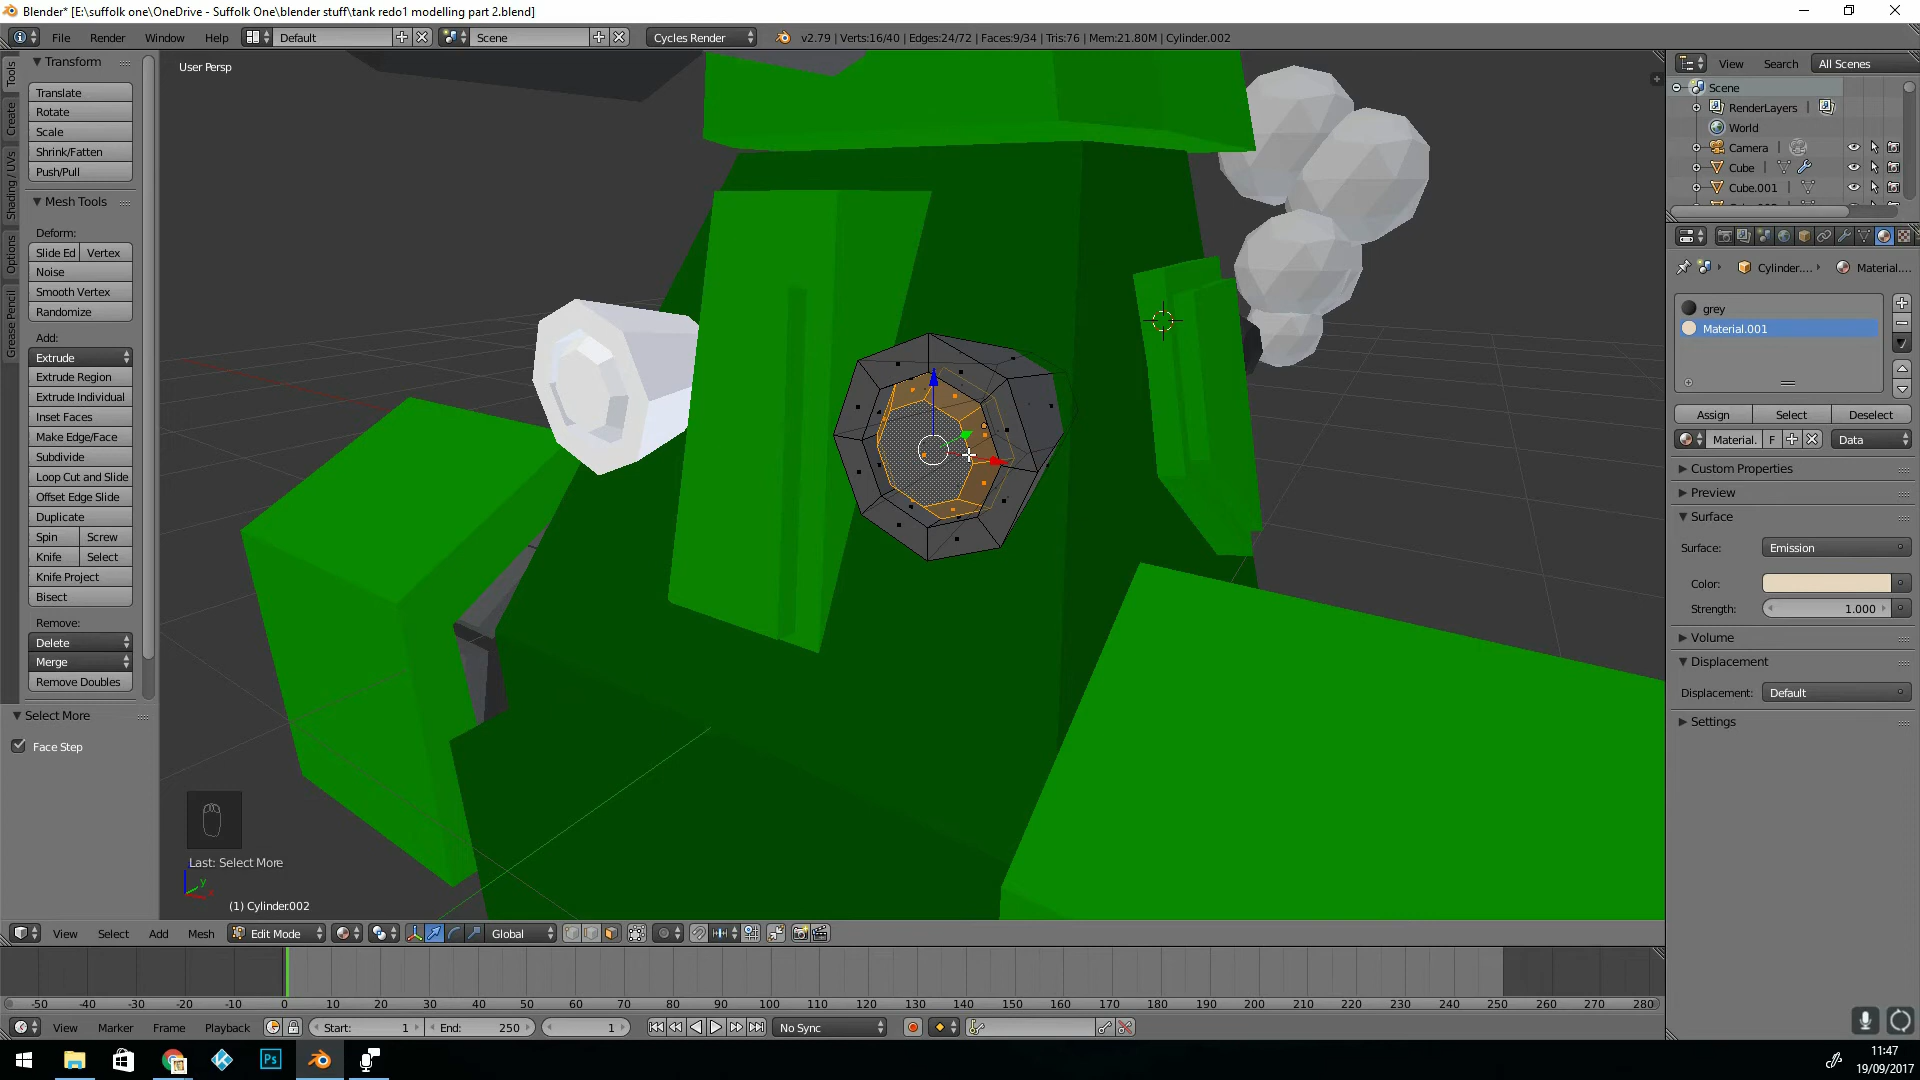 Blender* [E:\suffolk one\OneDrive - Suffolk One\blender stuff\tank redo1 modelling part 2.blend]
File Render Window Help Default Scene Cycles Render v2.79 | Verts:16/40 | Edges:24/72 | Faces:9/34 | Tris:76 | Mem:21.80M | Cylinder.002
Tools
Create
Shading / UVs
Options
Grease Pencil
Transform
Translate
Rotate
Scale
Shrink/Fatten
Push/Pull
Mesh Tools
Deform:
Slide Ed Vertex
Noise
Smooth Vertex
Randomize
Add:
Extrude
Extrude Region
Extrude Individual
Inset Faces
Make Edge/Face
Subdivide
Loop Cut and Slide
Offset Edge Slide
Duplicate
Spin Screw
Knife Select
Knife Project
Bisect
Remove:
Delete
Merge
Remove Doubles
Select More
Face Step
User Persp
Last: Select More
z y
(1) Cylinder.002
View Search All Scenes
Scene
RenderLayers
World
Camera
Cube
Cube.001
Cylinder.... Material....
grey
Material.001
Assign Select Deselect
Material. F Data
Custom Properties
Preview
Surface
Surface: Emission
Color:
Strength: 1.000
Volume
Displacement
Displacement: Default
Settings
View Select Add Mesh Edit Mode Global
-50 -40 -30 -20 -10 0 10 20 30 40 50 60 70 80 90 100 110 120 130 140 150 160 170 180 190 200 210 220 230 240 250 260 270 280
View Marker Frame Playback Start: 1 End: 250 1 No Sync
Ps
11:47
19/09/2017